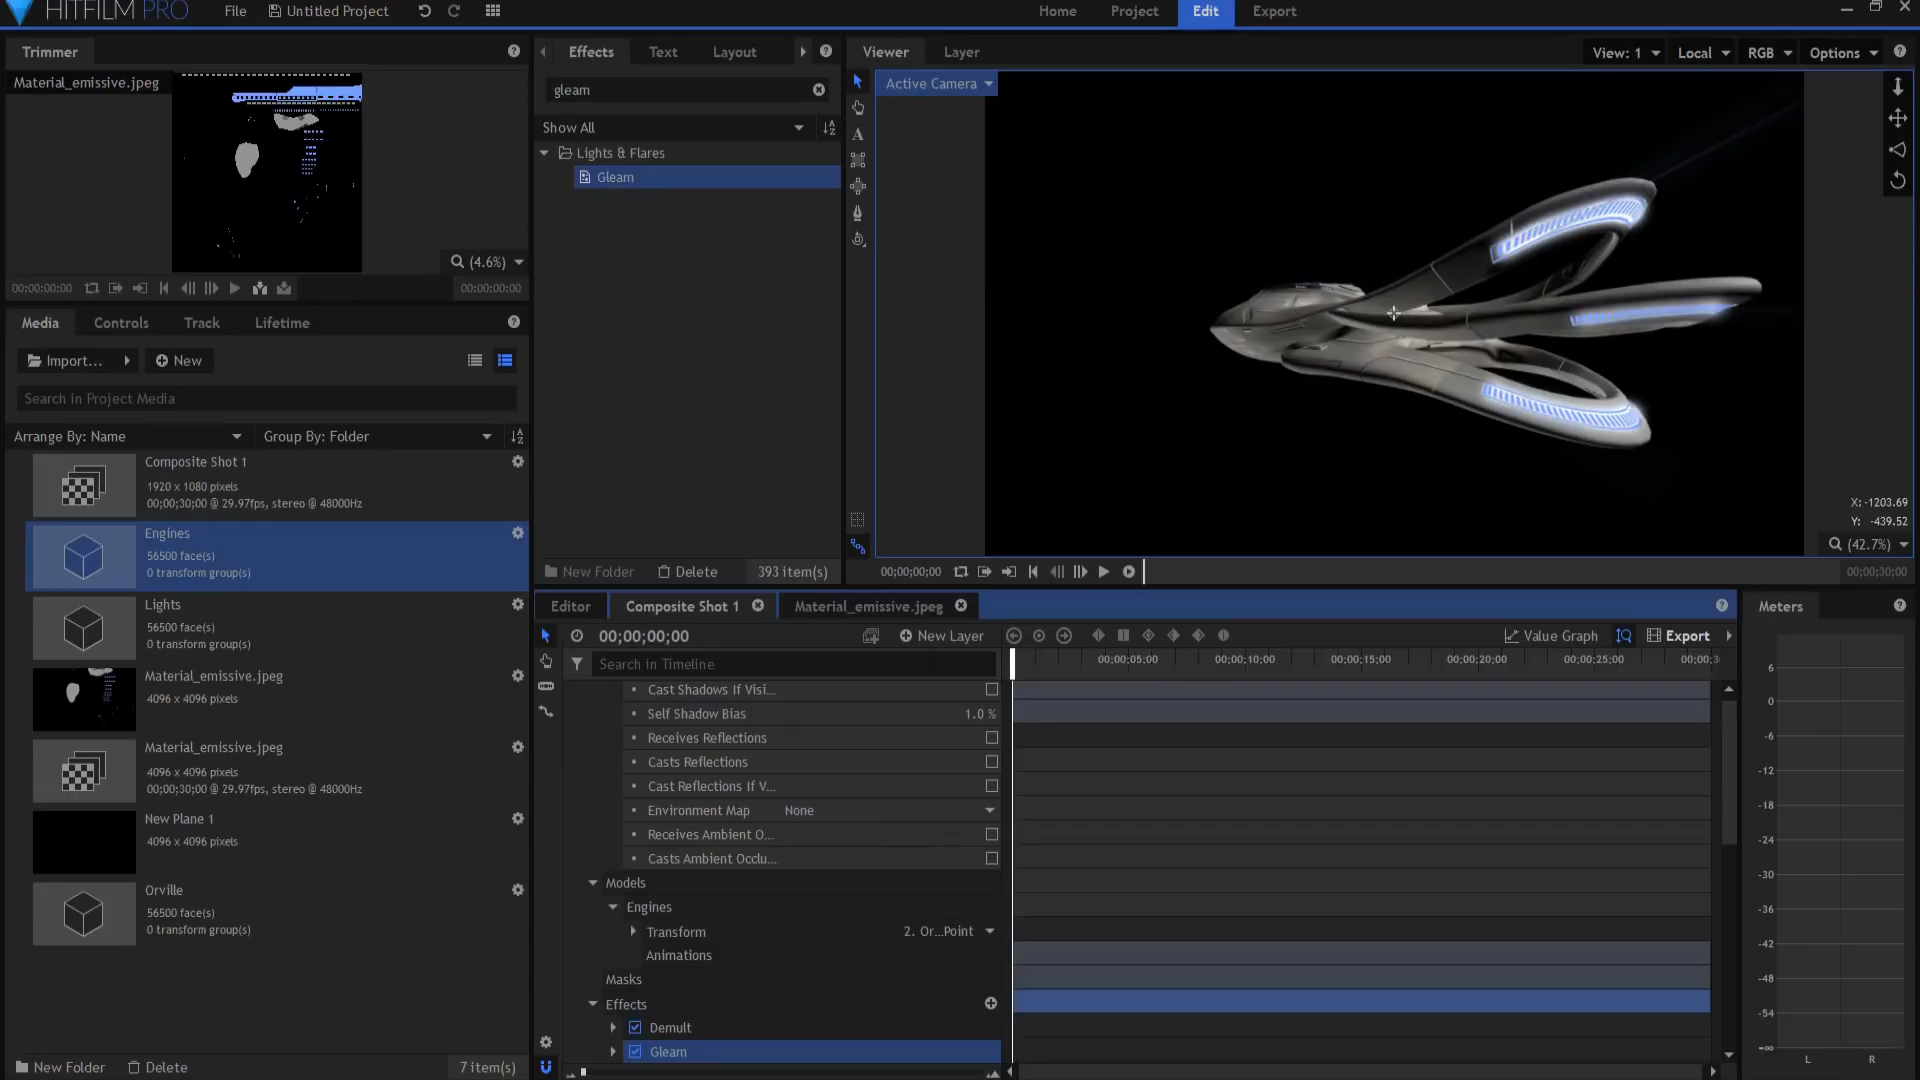 HITFILM PRO
File
Untitled Project
Home
Project
Edit
Export
Trimmer
Material_emissive.jpeg
(4.6%)
00:00:00:00
00:00:00:00
Media
Controls
Track
Lifetime
Import...
New
Search in Project Media
Arrange By: Name
Group By: Folder
Composite Shot 1
1920 x 1080 pixels
00;00;30;00 @ 29.97fps, stereo @ 48000Hz
Engines
56500 face(s)
0 transform group(s)
Lights
56500 face(s)
0 transform group(s)
Material_emissive.jpeg
4096 x 4096 pixels
Material_emissive.jpeg
4096 x 4096 pixels
00;00;30;00 @ 29.97fps, stereo @ 48000Hz
New Plane 1
4096 x 4096 pixels
Orville
56500 face(s)
0 transform group(s)
New Folder
Delete
7 item(s)
Effects
Text
Layout
gleam
Show All
Lights & Flares
Gleam
New Folder
Delete
393 item(s)
Viewer
Layer
View: 1
Local
RGB
Options
Active Camera
X: -1203.69
Y: -439.52
(42.7%)
00;00;00;00
00;00;30;00
Editor
Composite Shot 1
Material_emissive.jpeg
00;00;00;00
New Layer
Value Graph
Export
Search in Timeline
00;00;05;00
00;00;10;00
00;00;15;00
00;00;20;00
00;00;25;00
00;00;3
Cast Shadows If Visi...
Self Shadow Bias 1.0 %
Receives Reflections
Casts Reflections
Cast Reflections If V...
Environment Map None
Receives Ambient O...
Casts Ambient Occlu...
Models
Engines
Transform 2. Or...Point
Animations
Masks
Effects
Demult
Gleam
Meters
6
0
-6
-12
-18
-24
-30
-36
-42
-48
-54
-∞
L
R